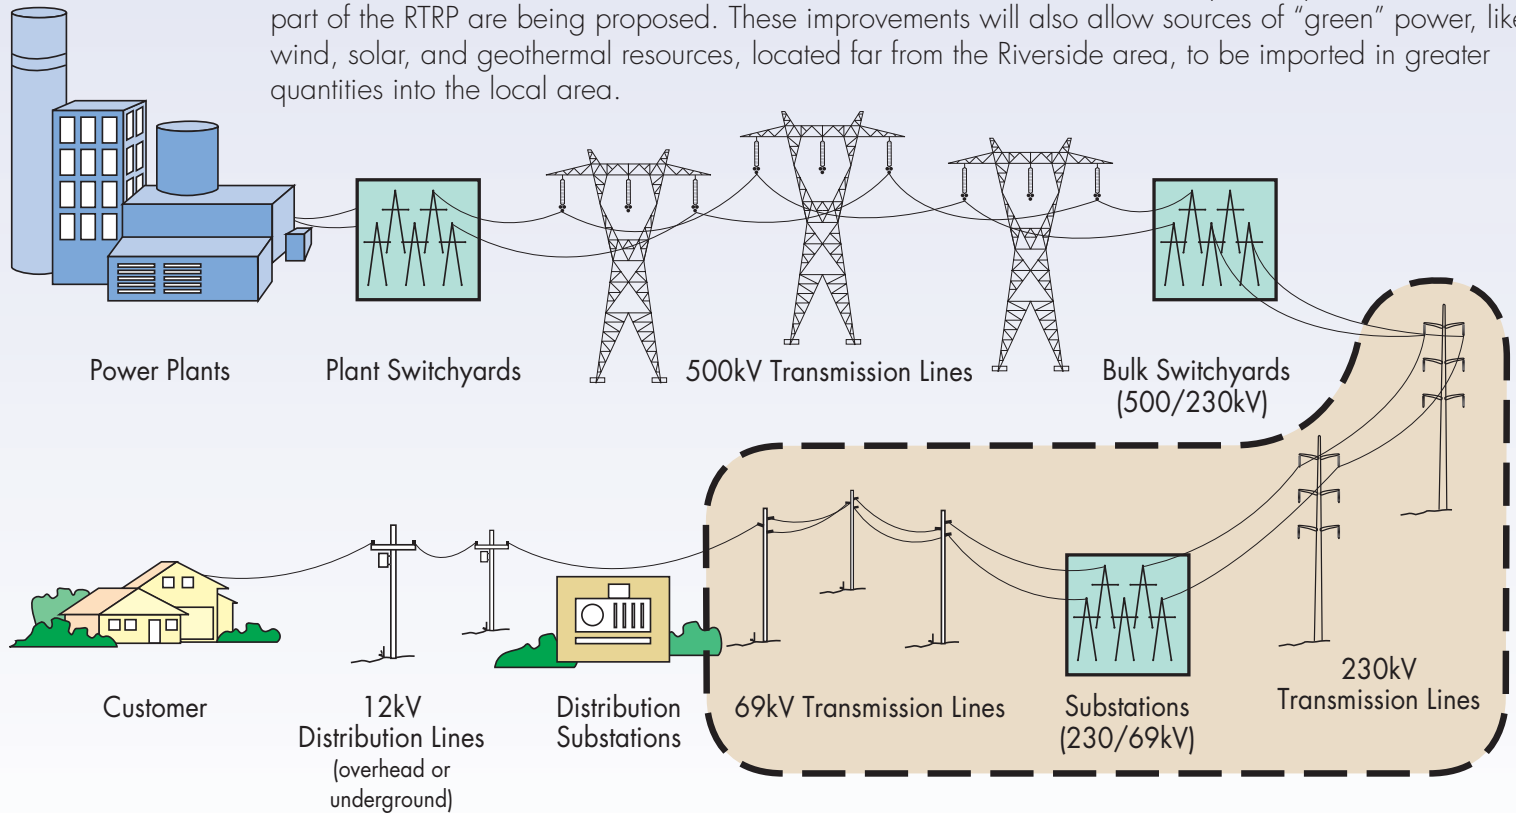 part of the RTRP are being proposed. These improvements will also allow sources of “green” power, like
wind, solar, and geothermal resources, located far from the Riverside area, to be imported in greater
quantities into the local area.
Power Plants
Plant Switchyards
500kV Transmission Lines
Bulk Switchyards
(500/230kV)
Customer
12kV
Distribution Lines
(overhead or
underground)
Distribution
Substations
69kV Transmission Lines
Substations
(230/69kV)
230kV
Transmission Lines